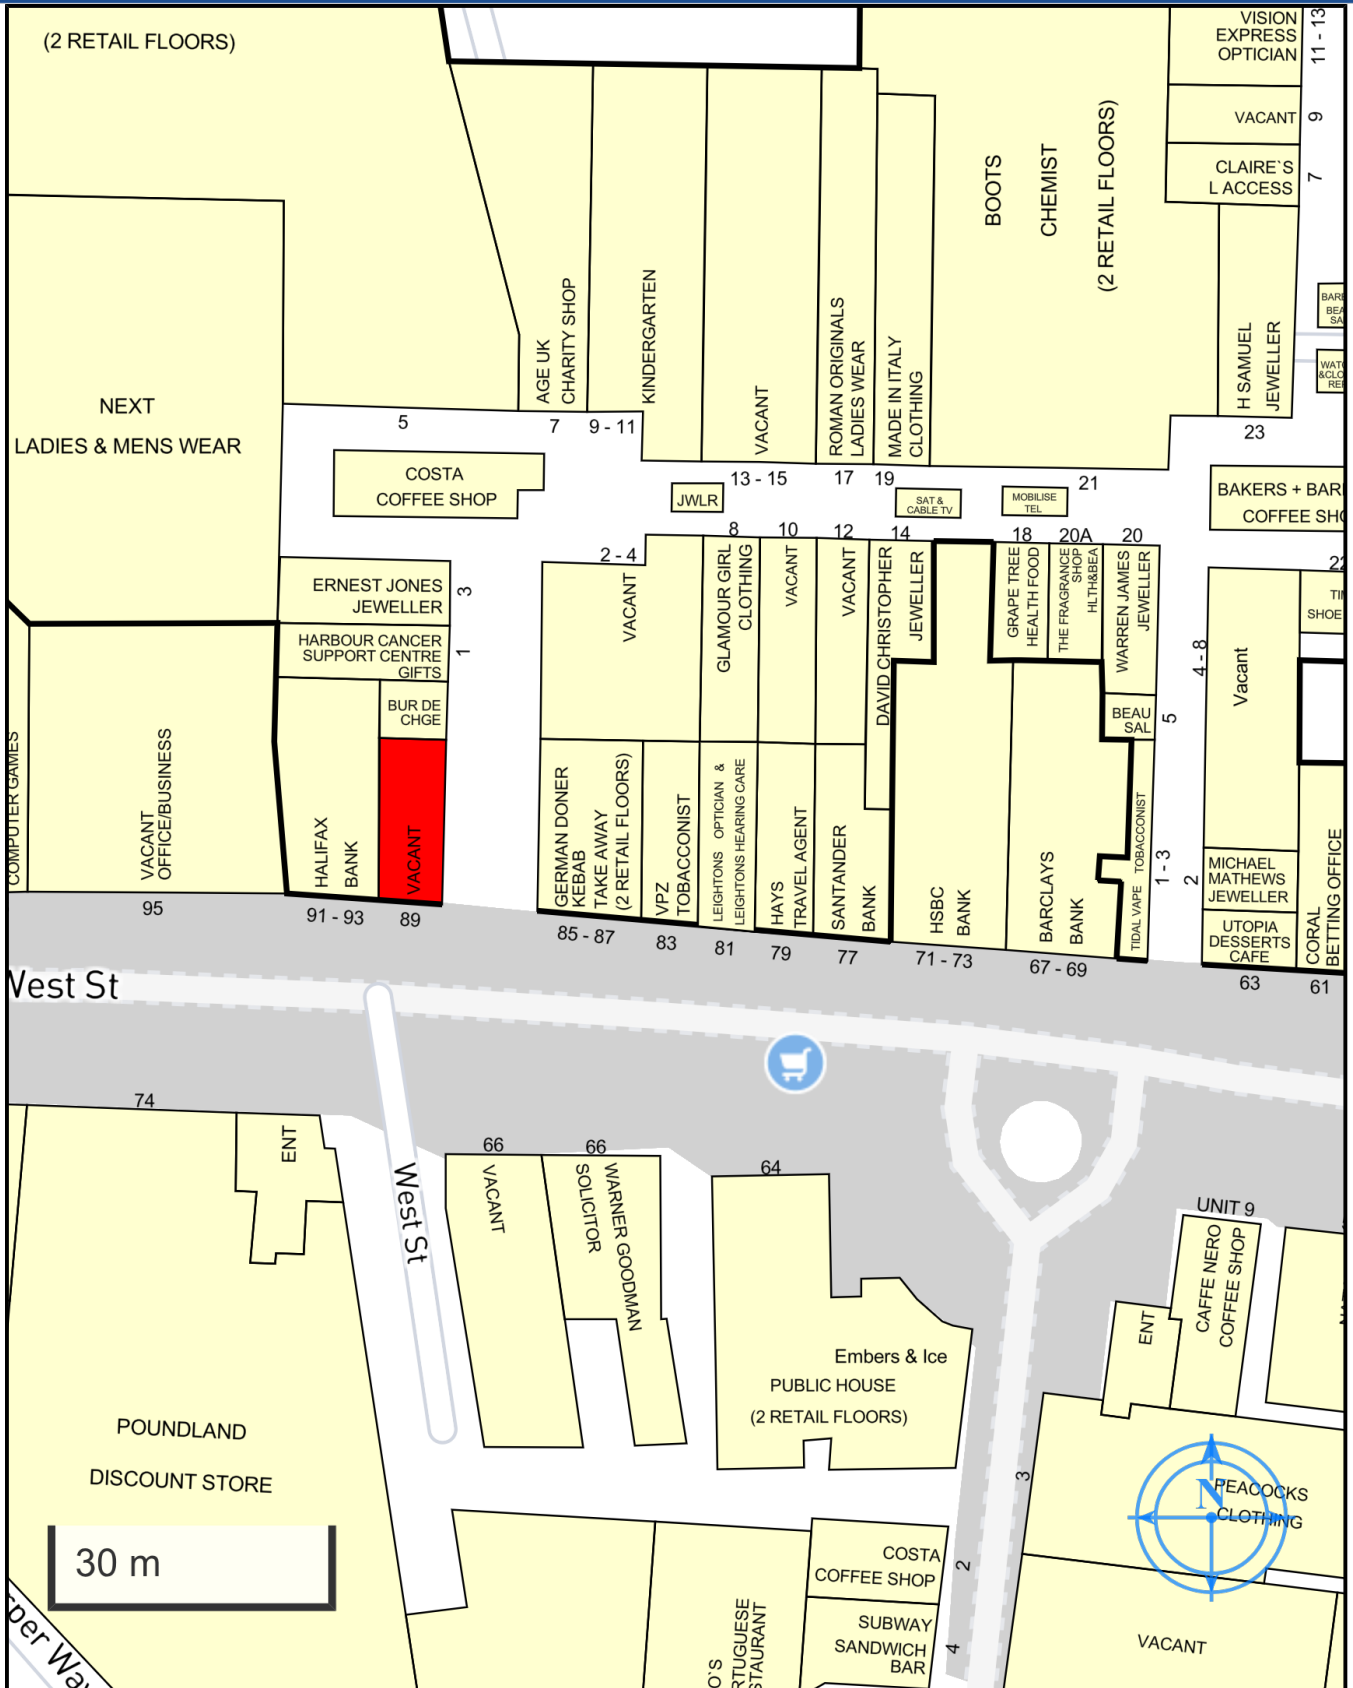 (2 RETAIL FLOORS)
VISION
EXPRESS
OPTICIAN
11 - 13
VACANT
9
CLAIRE`S
L ACCESS
7
BOOTS
CHEMIST
(2 RETAIL FLOORS)
H SAMUEL
JEWELLER
23
NEXT
LADIES & MENS WEAR
5
AGE UK
CHARITY SHOP
7
KINDERGARTEN
9 - 11
VACANT
13 - 15
ROMAN ORIGINALS
LADIES WEAR
17
MADE IN ITALY
CLOTHING
19
21
COSTA
COFFEE SHOP
JWLR
SAT &
CABLE TV
MOBILISE
TEL
BAKERS + BAR
COFFEE SH
ERNEST JONES
JEWELLER
3
HARBOUR CANCER
SUPPORT CENTRE
GIFTS
1
BUR DE
CHGE
2 - 4
VACANT
8
GLAMOUR GIRL
CLOTHING
10
VACANT
12
VACANT
14
DAVID CHRISTOPHER
JEWELLER
18
GRAPE TREE
HEALTH FOOD
20A
THE FRAGRANCE
SHOP
HLTH&BEA
20
WARREN JAMES
JEWELLER
BEAU
SAL
5
4 - 8
Vacant
22
SHOE
COMPUTER GAMES
VACANT
OFFICE/BUSINESS
95
HALIFAX
BANK
91 - 93
VACANT
89
GERMAN DONER
KEBAB
TAKE AWAY
(2 RETAIL FLOORS)
85 - 87
VPZ
TOBACCONIST
83
LEIGHTONS OPTICIAN &
LEIGHTONS HEARING CARE
81
HAYS
TRAVEL AGENT
79
SANTANDER
BANK
77
HSBC
BANK
71 - 73
BARCLAYS
BANK
67 - 69
TIDAL VAPE TOBACCONIST
1 - 3
2
MICHAEL
MATHEWS
JEWELLER
UTOPIA
DESSERTS
CAFE
63
CORAL
BETTING OFFICE
61
West St
74
ENT
West St
66
VACANT
66
WARNER GOODMAN
SOLICITOR
64
Embers & Ice
PUBLIC HOUSE
(2 RETAIL FLOORS)
UNIT 9
CAFFE NERO
COFFEE SHOP
ENT
POUNDLAND
DISCOUNT STORE
3
PEACOCKS
CLOTHING
N
30 m
COSTA
COFFEE SHOP
2
SUBWAY
SANDWICH
BAR
4
VACANT